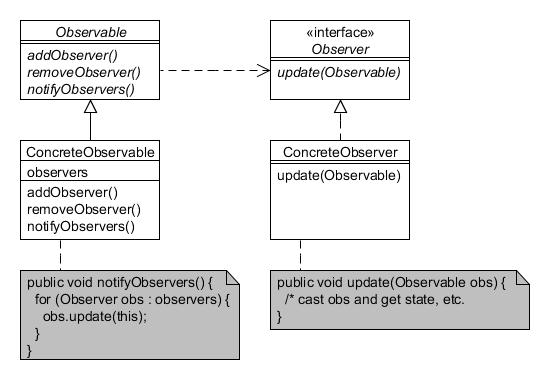 Observable
addObserver()
removeObserver()
notifyObservers()
«interface»
Observer
update(Observable)
ConcreteObservable
observers
addObserver()
removeObserver()
notifyObservers()
ConcreteObserver
update(Observable)
public void notifyObservers() {
for (Observer obs : observers) {
obs.update(this);
}
}
public void update(Observable obs) {
/* cast obs and get state, etc.
}